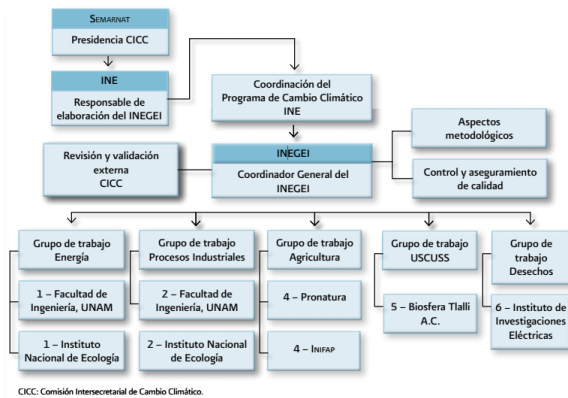 SEMARNAT
Presidencia CICC
INE
Responsable de
elaboración del INEGEI
Coordinación del
Programa de Cambio Climático
INE
Aspectos
metodológicos
Revisión y validación
externa
CICC
INEGEI
Coordinador General del
INEGEI
Control y aseguramiento
de calidad
Grupo de trabajo
Energía
Grupo de trabajo
Procesos Industriales
Grupo de trabajo
Agricultura
Grupo de trabajo
USCUSS
Grupo de
trabajo
Desechos
1 – Facultad de
Ingeniería, UNAM
2 – Facultad de
Ingeniería, UNAM
4 – Pronatura
5 – Biosfera Tlalli
A.C.
6 – Instituto de
Investigaciones
Eléctricas
1 – Instituto
Nacional de Ecología
2 – Instituto Nacional
de Ecología
4 – INIFAP
CICC: Comisión Intersecretarial de Cambio Climático.